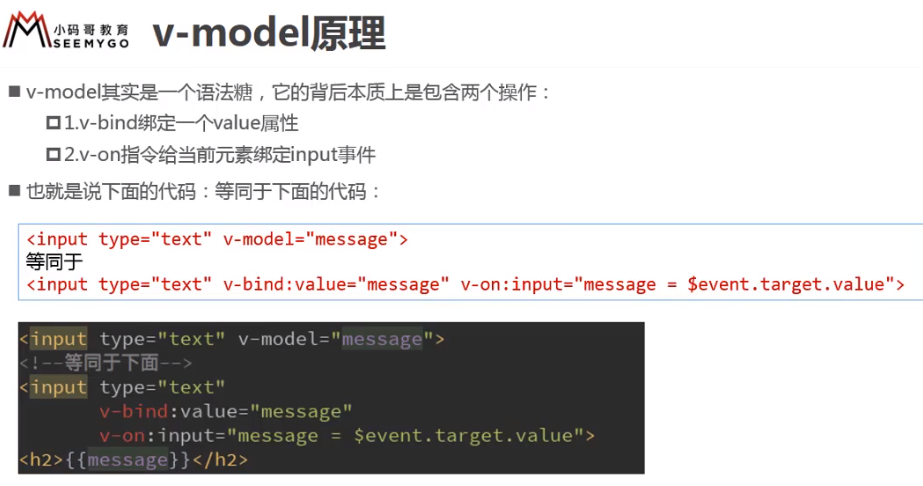 小码哥教育
SEEMYGO
v-model原理
v-model其实是一个语法糖，它的背后本质上是包含两个操作：
1.v-bind绑定一个value属性
2.v-on指令给当前元素绑定input事件
也就是说下面的代码：等同于下面的代码：
<input type="text" v-model="message">
等同于
<input type="text" v-bind:value="message" v-on:input="message = $event.target.value">
<input type="text" v-model="message">
<!--等同于下面-->
<input type="text"
v-bind:value="message"
v-on:input="message = $event.target.value">
<h2>{{message}}</h2>